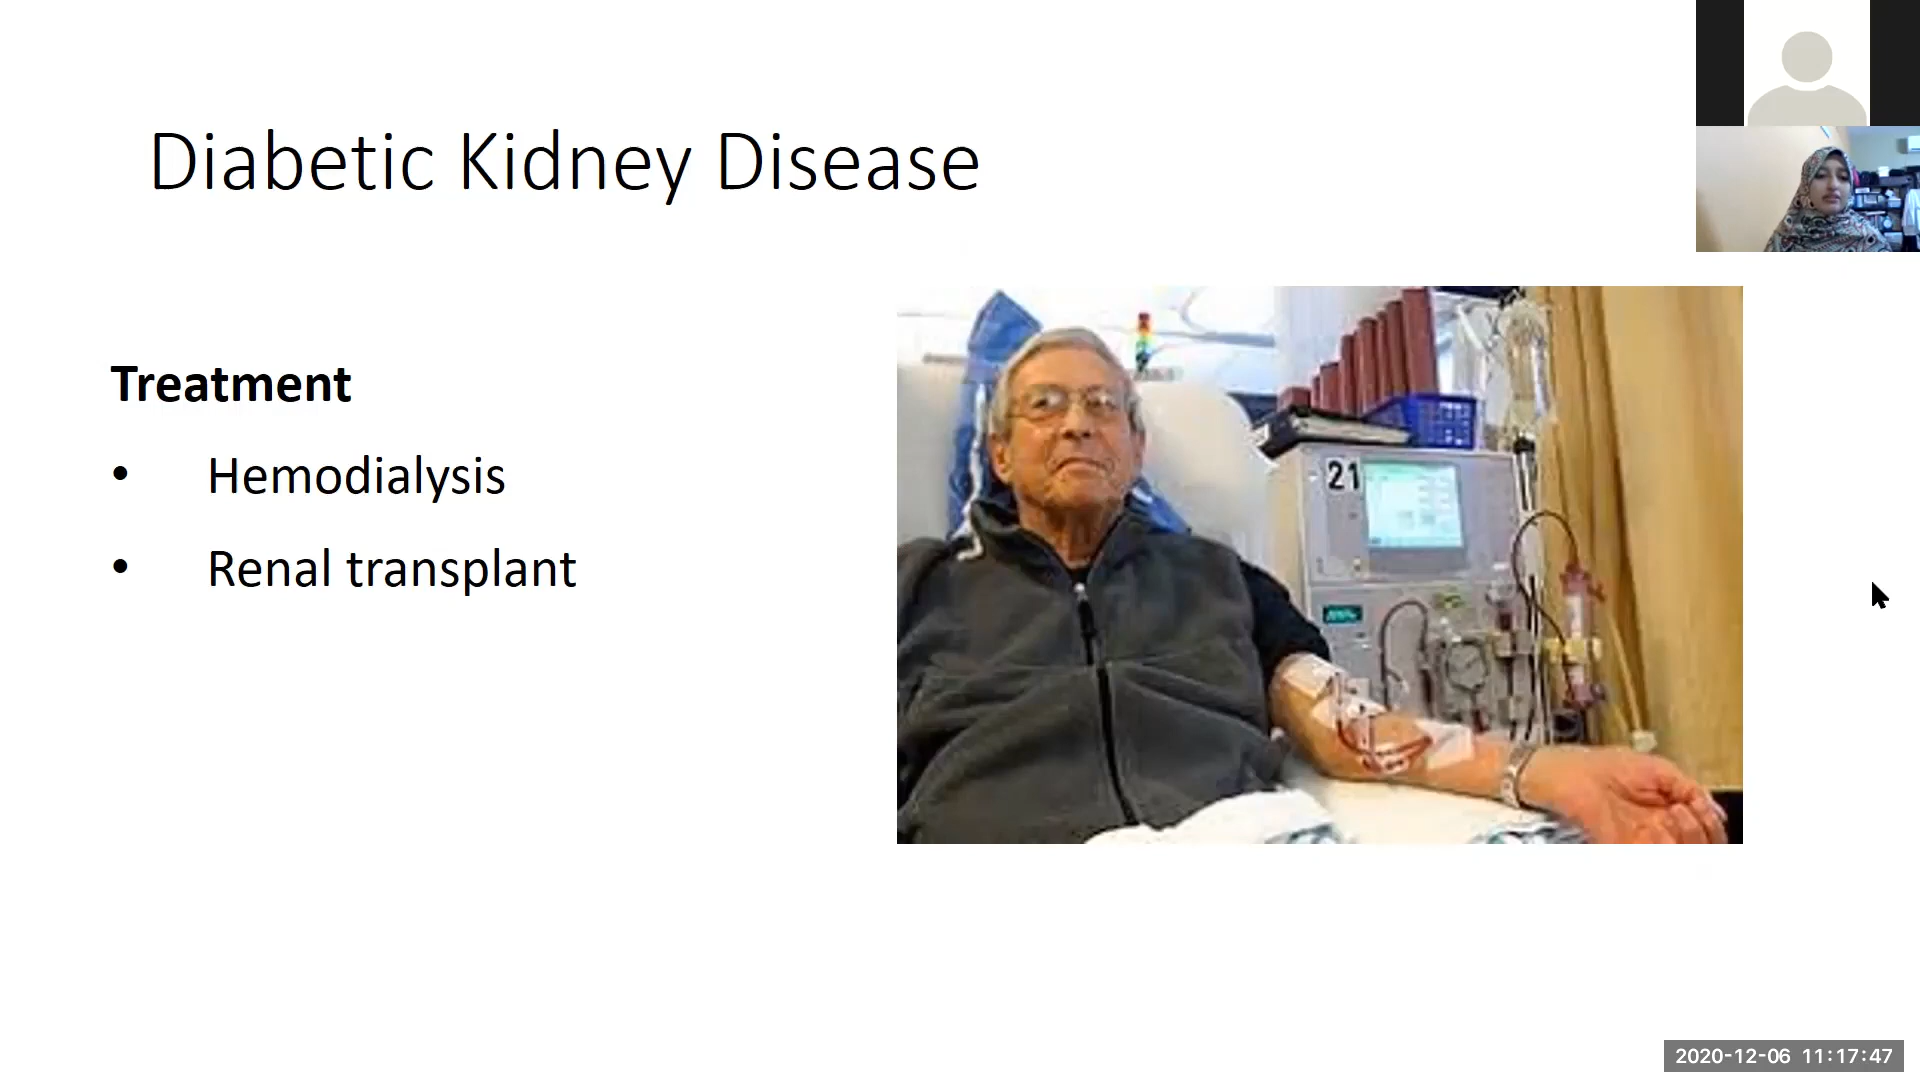 Diabetic Kidney Disease
Treatment
• Hemodialysis
• Renal transplant
21
2020-12-06 11:17:47